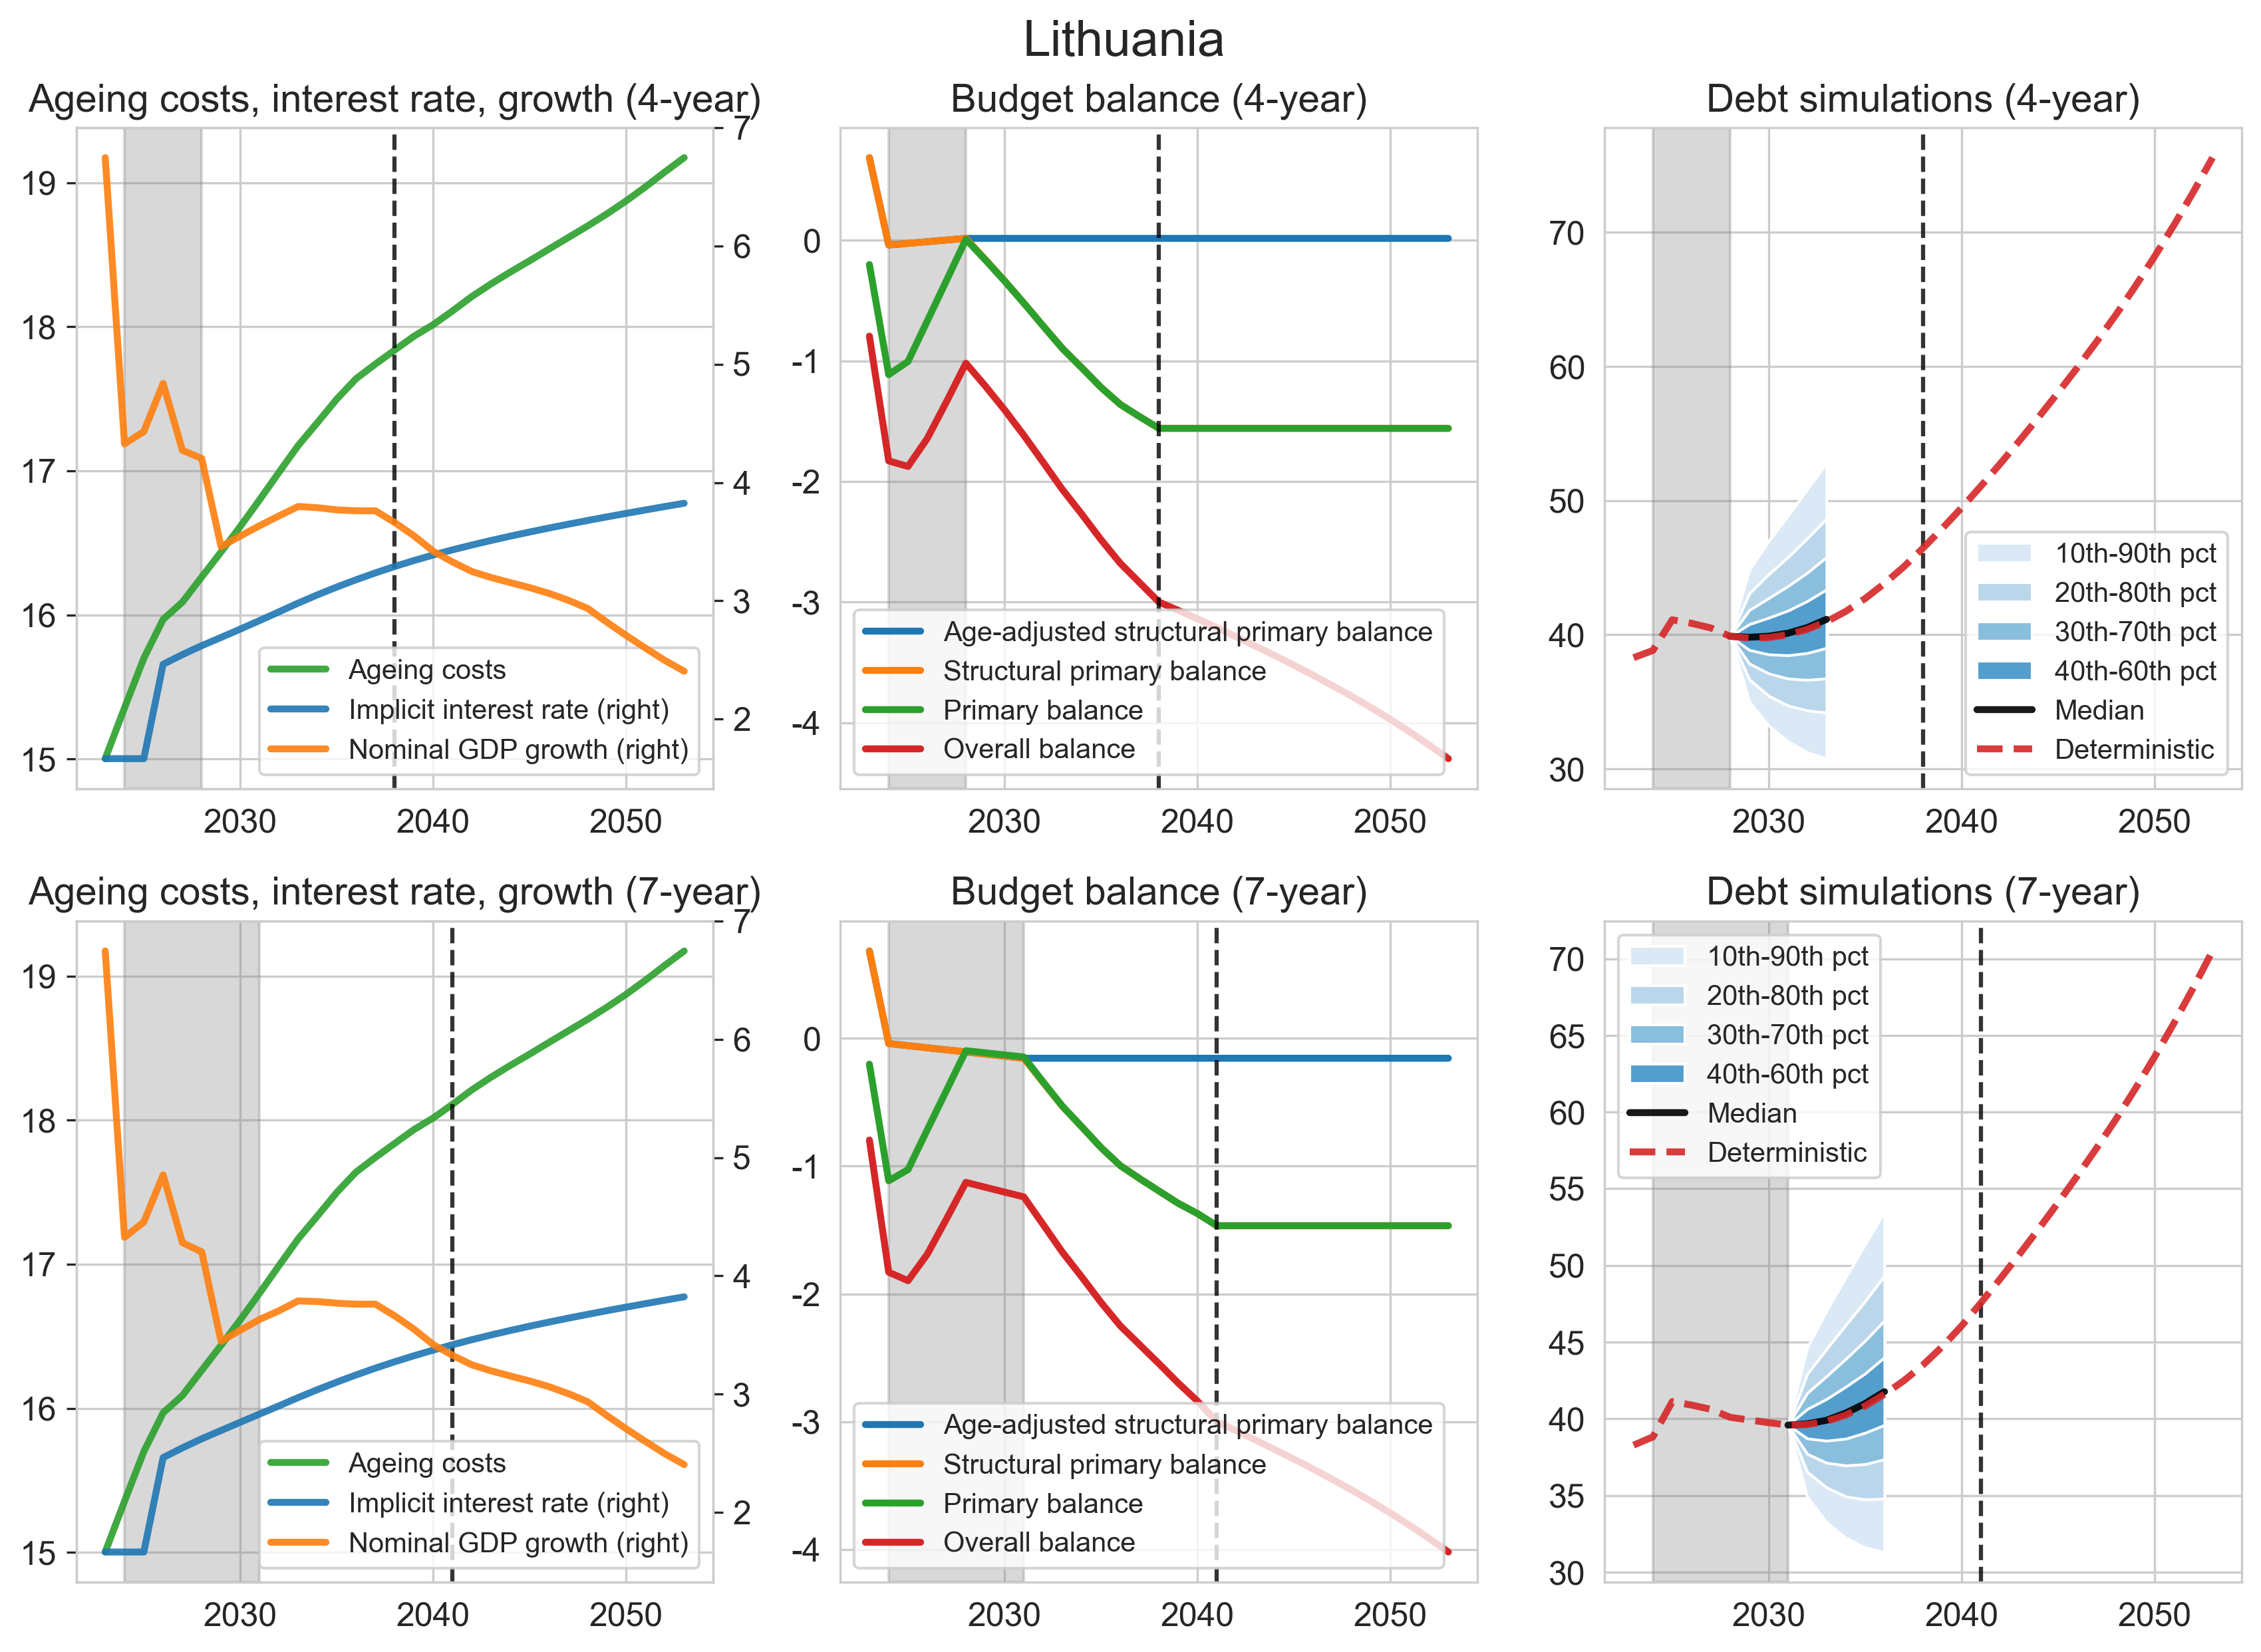 Lithuania
Ageing costs, interest rate, growth (4-year)
19
18
17
16
15
7
6
5
4
3
2
2030 2040 2050
Ageing costs
Implicit interest rate (right)
Nominal GDP growth (right)
Budget balance (4-year)
0
-1
-2
-3
-4
2030 2040 2050
Age-adjusted structural primary balance
Structural primary balance
Primary balance
Overall balance
Debt simulations (4-year)
70
60
50
40
30
2030 2040 2050
10th-90th pct
20th-80th pct
30th-70th pct
40th-60th pct
Median
Deterministic
Ageing costs, interest rate, growth (7-year)
19
18
17
16
15
7
6
5
4
3
2
2030 2040 2050
Ageing costs
Implicit interest rate (right)
Nominal GDP growth (right)
Budget balance (7-year)
0
-1
-2
-3
-4
2030 2040 2050
Age-adjusted structural primary balance
Structural primary balance
Primary balance
Overall balance
Debt simulations (7-year)
70
65
60
55
50
45
40
35
30
2030 2040 2050
10th-90th pct
20th-80th pct
30th-70th pct
40th-60th pct
Median
Deterministic